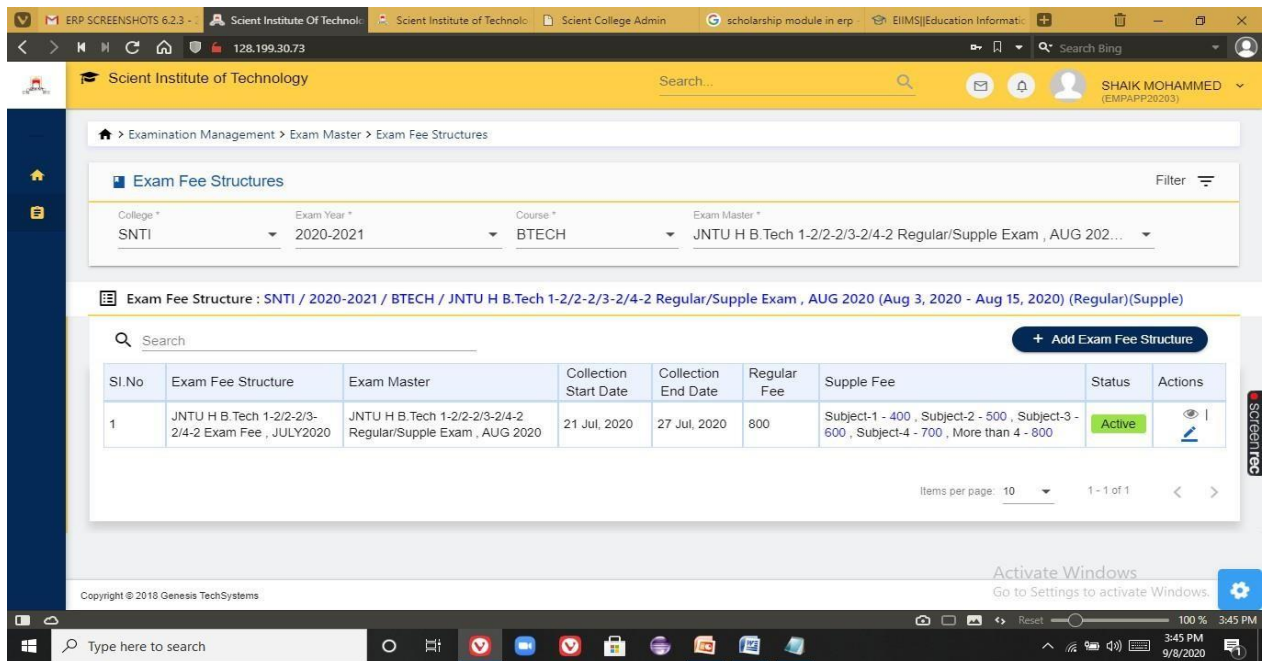 ERP SCREENSHOTS 6.2.3 -
Scient Institute Of Technolo
Scient Institute of Technolo
Scient College Admin
scholarship module in erp -
EIIMS||Education Informatic
128.199.30.73
Search Bing
Scient Institute of Technology
Search...
SHAIK MOHAMMED
(EMPAPP20203)
> Examination Management > Exam Master > Exam Fee Structures
Exam Fee Structures
Filter
College *
Exam Year *
Course *
Exam Master *
SNTI
2020-2021
BTECH
JNTU H B.Tech 1-2/2-2/3-2/4-2 Regular/Supple Exam , AUG 202...
Exam Fee Structure : SNTI / 2020-2021 / BTECH / JNTU H B.Tech 1-2/2-2/3-2/4-2 Regular/Supple Exam , AUG 2020 (Aug 3, 2020 - Aug 15, 2020) (Regular)(Supple)
Search
+ Add Exam Fee Structure
SI.No
Exam Fee Structure
Exam Master
Collection
Start Date
Collection
End Date
Regular
Fee
Supple Fee
Status
Actions
1
JNTU H B.Tech 1-2/2-2/3-
2/4-2 Exam Fee , JULY2020
JNTU H B.Tech 1-2/2-2/3-2/4-2
Regular/Supple Exam , AUG 2020
21 Jul, 2020
27 Jul, 2020
800
Subject-1 - 400 , Subject-2 - 500 , Subject-3 -
600 , Subject-4 - 700 , More than 4 - 800
Active
|
Items per page: 10
1 - 1 of 1
screenrec
Activate Windows
Go to Settings to activate Windows.
Copyright © 2018 Genesis TechSystems
Reset
100 %
3:45 PM
Type here to search
3:45 PM
9/8/2020
1